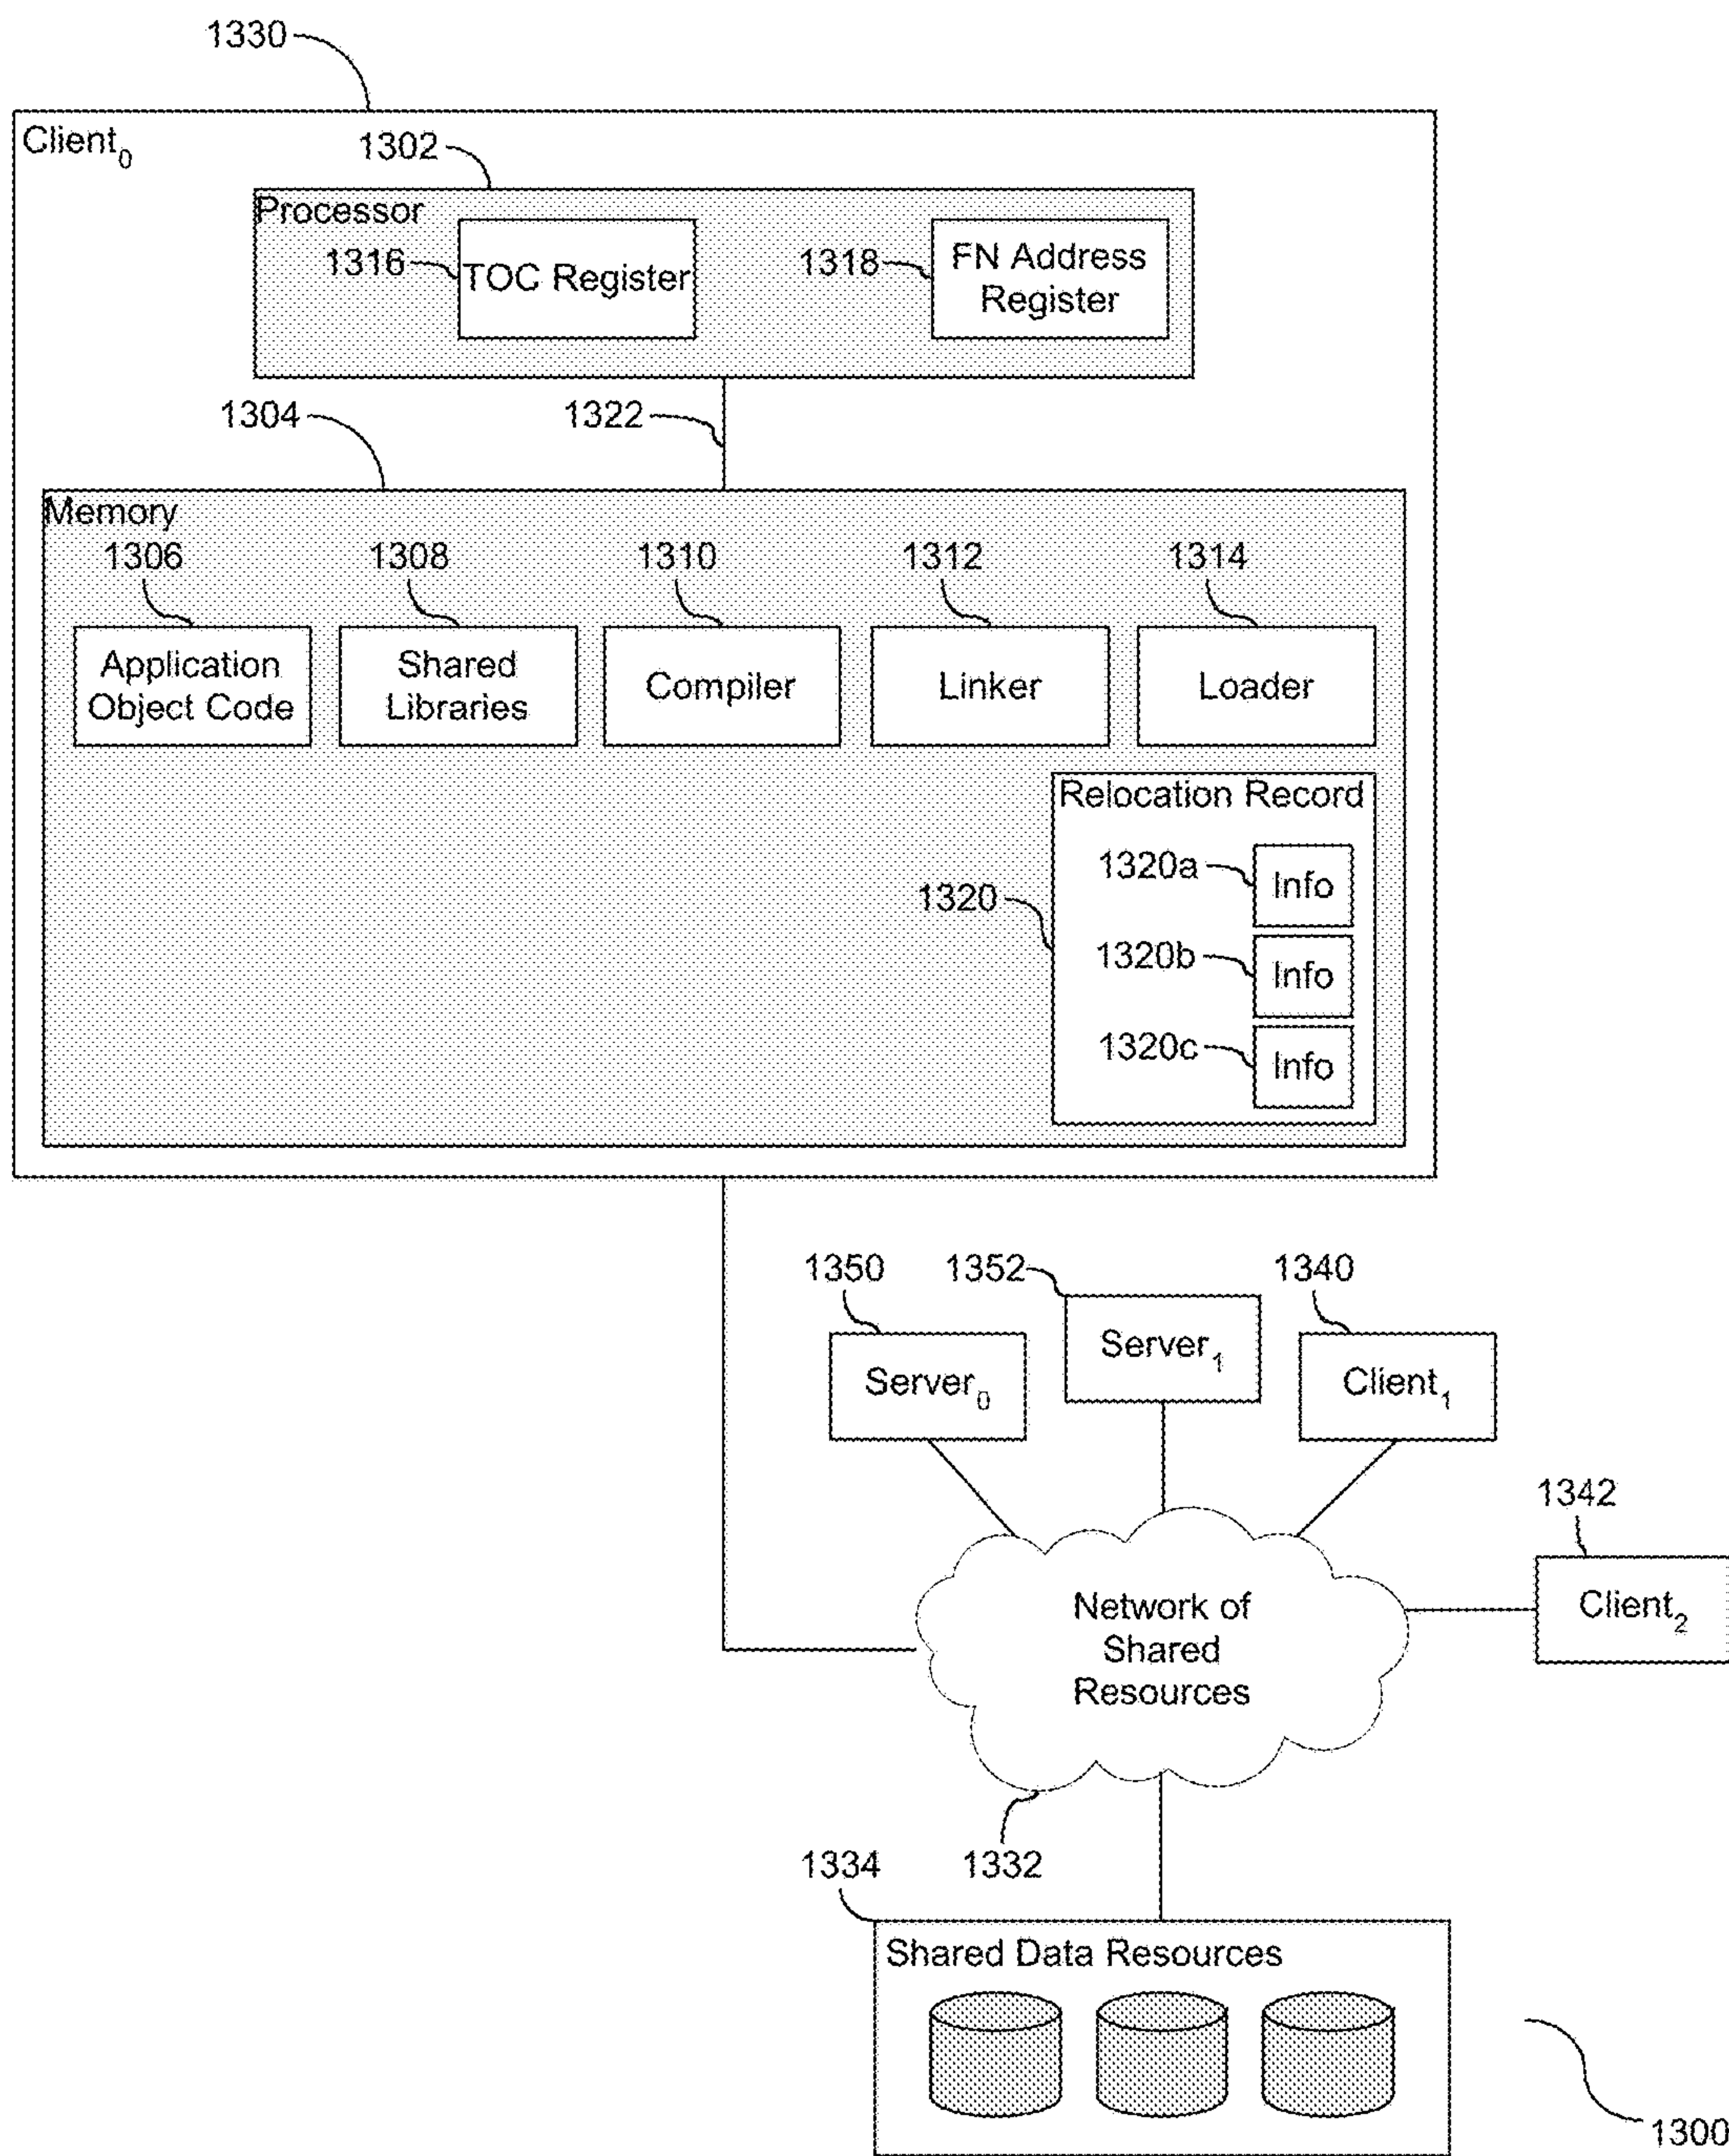 1330
Client0
1302
Processor
1316
TOC Register
1318
FN Address
Register
1304
1322
Memory
1306
1308
1310
1312
1314
Application
Object Code
Shared
Libraries
Compiler
Linker
Loader
Relocation Record
1320
1320a
Info
1320b
Info
1320c
Info
1350
1352
1340
Server0
Server1
Client1
1342
Client2
Network of
Shared
Resources
1332
1334
Shared Data Resources
1300